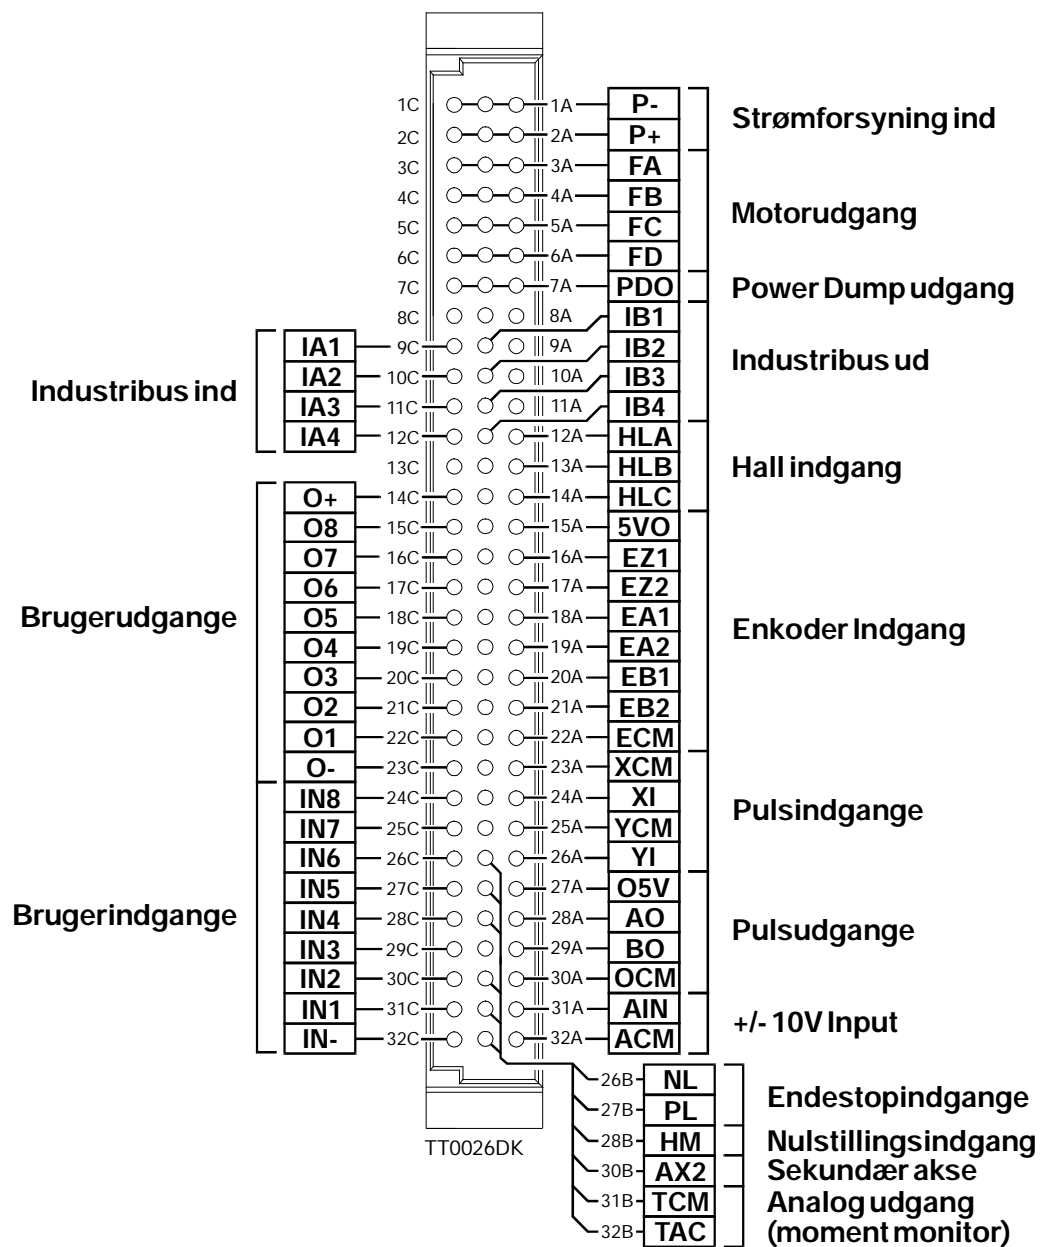 1C 1A P-
2C 2A P+
Strømforsyning ind
3C 3A FA
4C 4A FB
5C 5A FC
6C 6A FD
Motorudgang
7C 7A PDO
Power Dump udgang
8C 8A IB1
IA1 9C 9A IB2
IA2 10C 10A IB3
IA3 11C 11A IB4
Industribus ud
Industribus ind
IA4 12C 12A HLA
13C 13A HLB
O+ 14C 14A HLC
Hall indgang
O8 15C 15A 5VO
O7 16C 16A EZ1
O6 17C 17A EZ2
O5 18C 18A EA1
O4 19C 19A EA2
O3 20C 20A EB1
O2 21C 21A EB2
O1 22C 22A ECM
Brugerudgange
Enkoder Indgang
O- 23C 23A XCM
IN8 24C 24A XI
IN7 25C 25A YCM
IN6 26C 26A YI
Pulsindgange
IN5 27C 27A O5V
IN4 28C 28A AO
IN3 29C 29A BO
IN2 30C 30A OCM
Brugerindgange
Pulsudgange
IN1 31C 31A AIN
IN- 32C 32A ACM
+/- 10V Input
26B NL
27B PL
Endestopindgange
28B HM Nulstillingsindgang
30B AX2 Sekundær akse
31B TCM Analog udgang
32B TAC (moment monitor)
TT0026DK